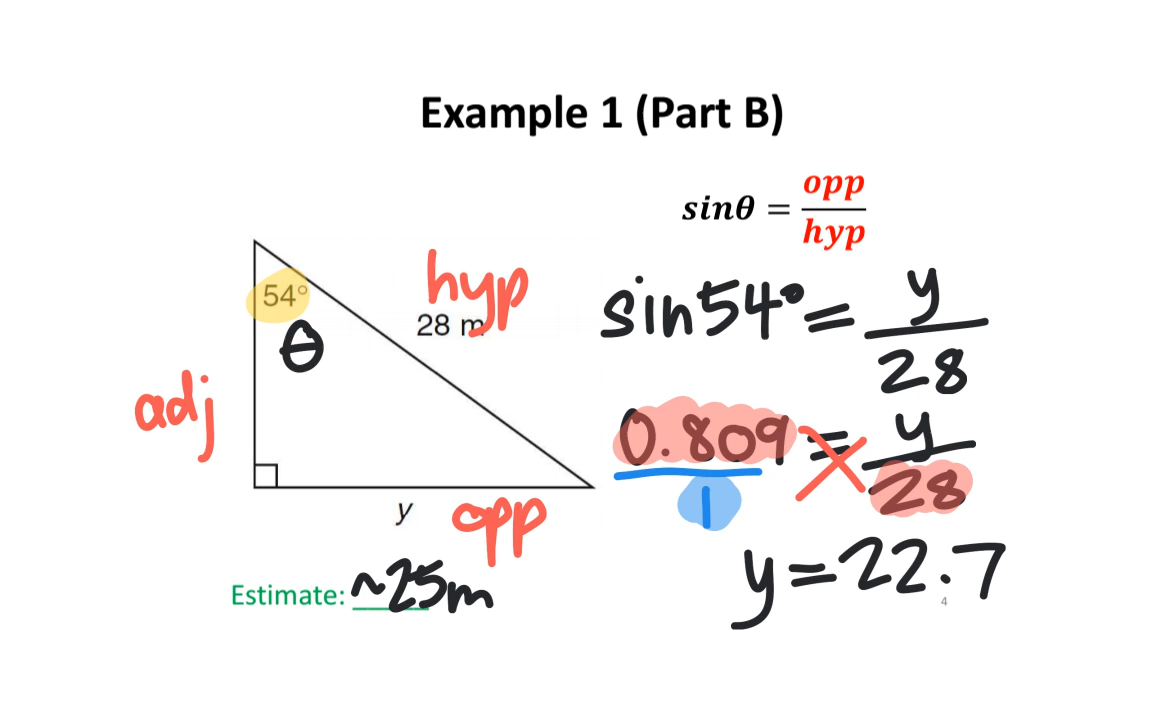 Example 1 (Part B)
sinθ = opp/hyp
54°
θ
hyp
28 m
adj
y
opp
Estimate: ~25m
sin54° = y/28
0.809/1 = y/28
y = 22.7
4